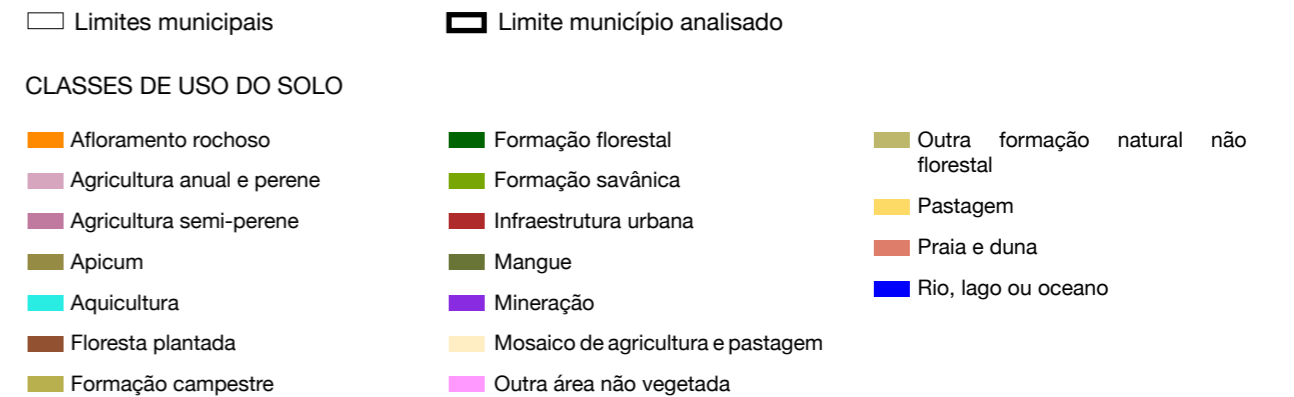 Limites municipais
Limite município analisado
CLASSES DE USO DO SOLO
Afloramento rochoso
Agricultura anual e perene
Agricultura semi-perene
Apicum
Aquicultura
Floresta plantada
Formação campestre
Formação florestal
Formação savânica
Infraestrutura urbana
Mangue
Mineração
Mosaico de agricultura e pastagem
Outra área não vegetada
Outra formação natural não
florestal
Pastagem
Praia e duna
Rio, lago ou oceano